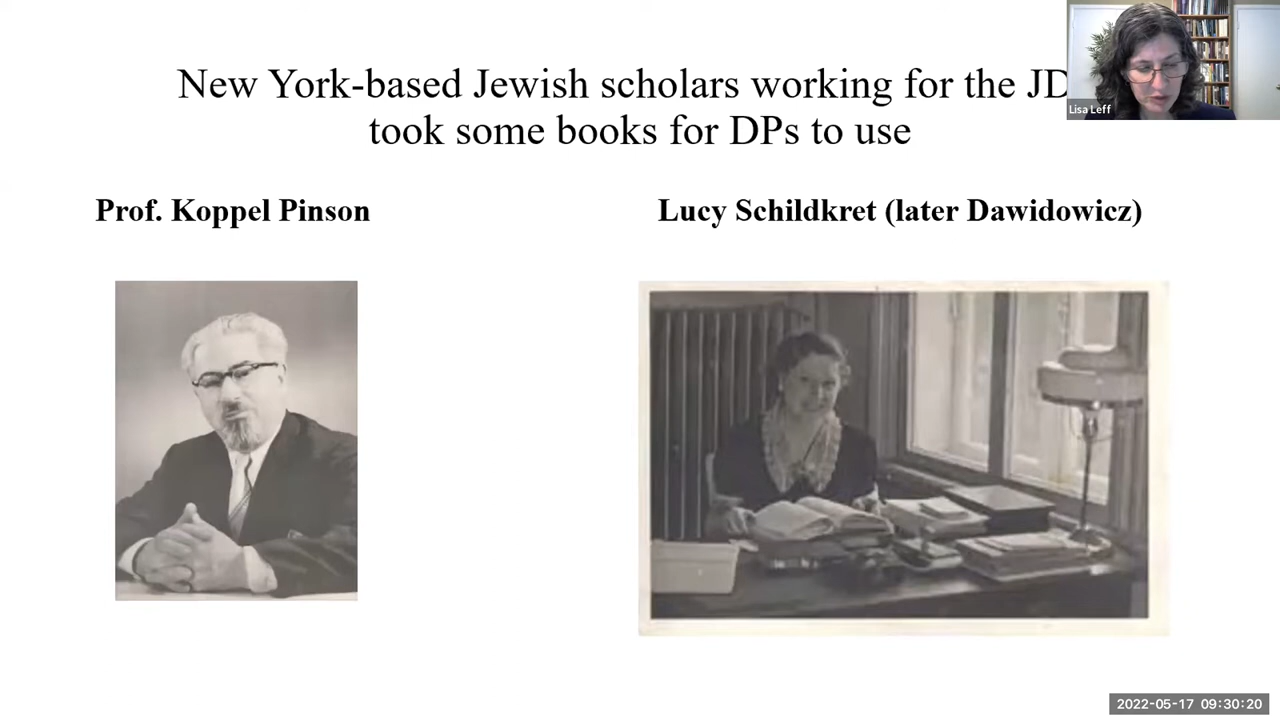 New York-based Jewish scholars working for the
took some books for DPs to use
Lisa Leff
Prof. Koppel Pinson
Lucy Schildkret (later Dawidowicz)
2022-05-17 09:30:20